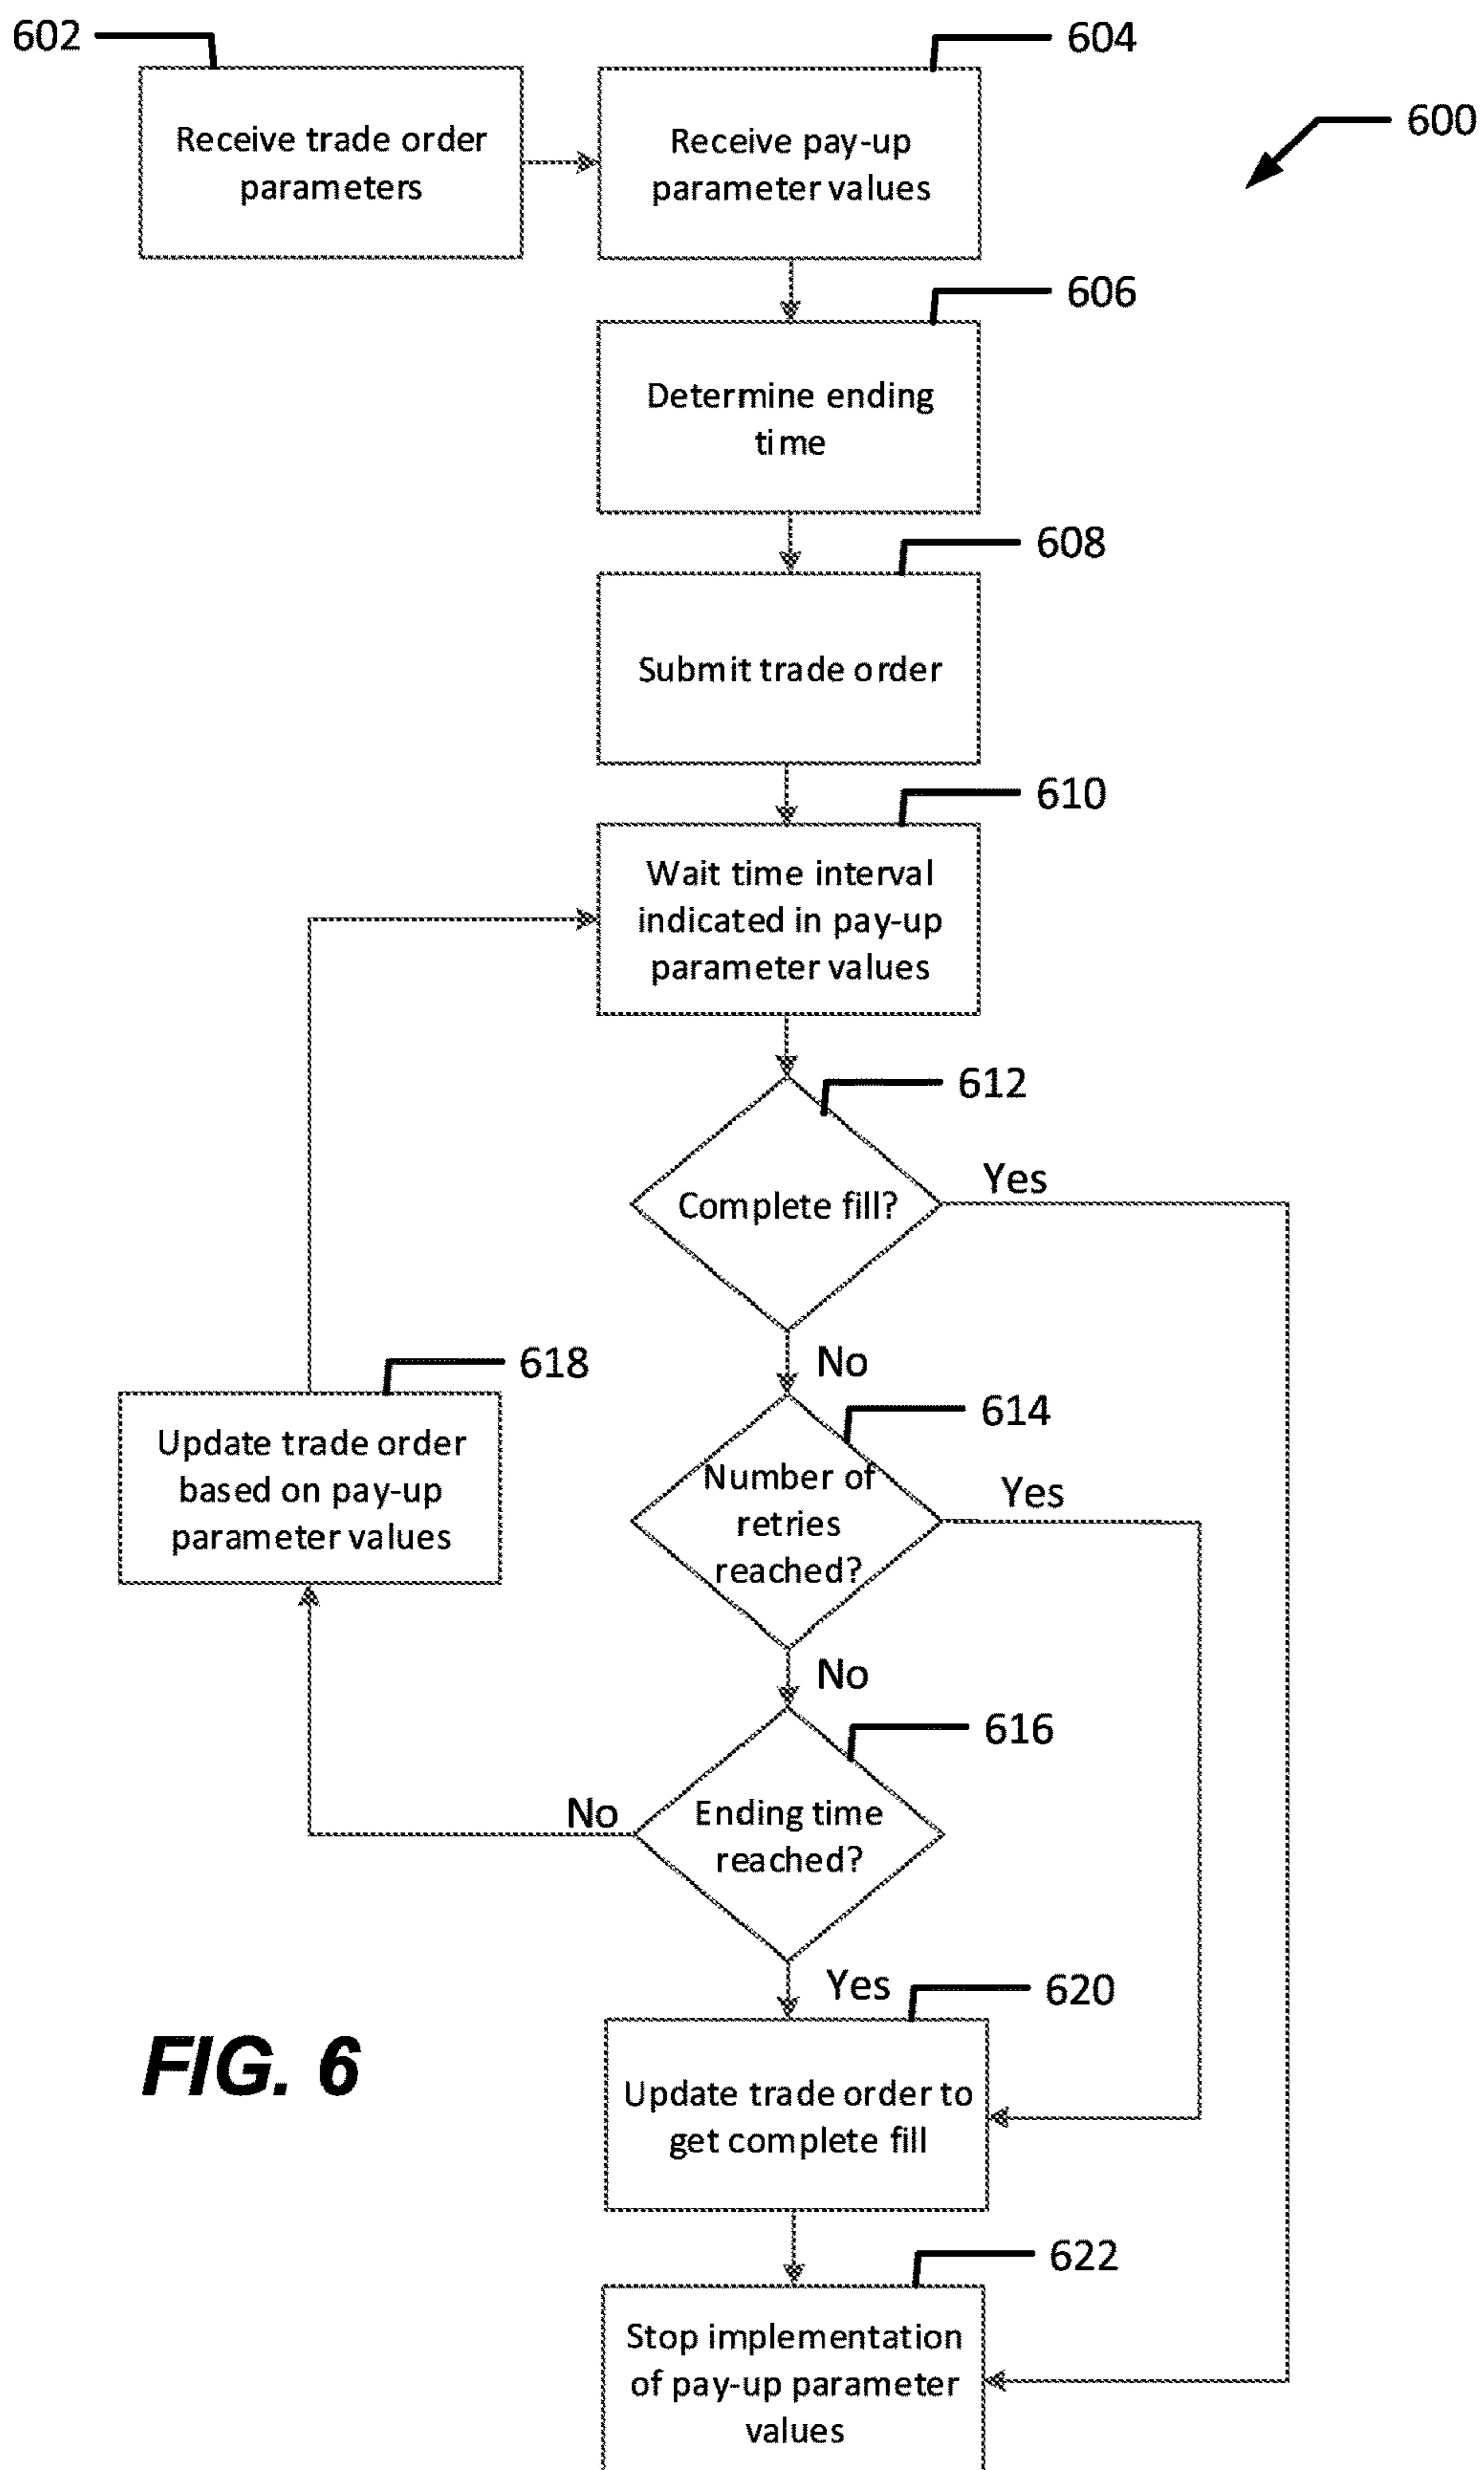 602
604
600
Receive trade order
parameters
Receive pay-up
parameter values
606
Determine ending
time
608
Submit trade order
610
Wait time interval
indicated in pay-up
parameter values
612
Complete fill?
Yes
No
618
614
Update trade order
based on pay-up
parameter values
Number of
retries
reached?
Yes
No
616
Ending time
reached?
No
Yes
620
FIG. 6
Update trade order to
get complete fill
622
Stop implementation
of pay-up parameter
values